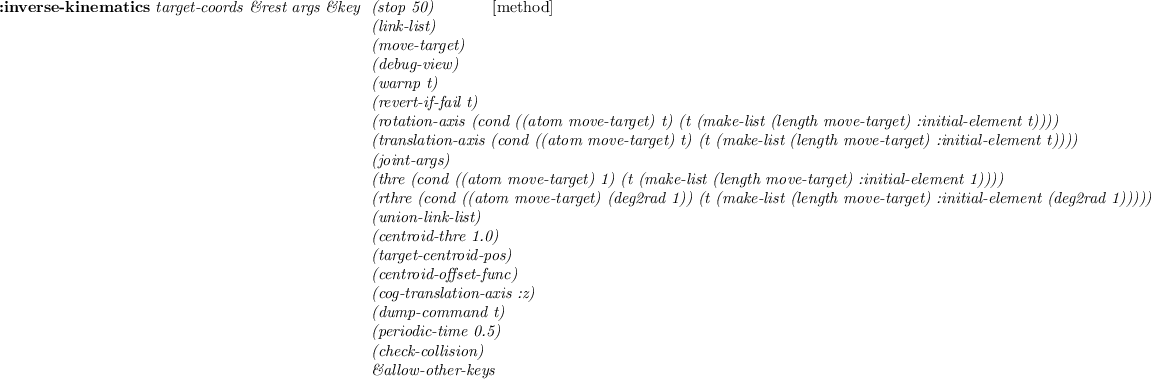 :inverse-kinematics target-coords &rest args &key (stop 50) [method]
(link-list)
(move-target)
(debug-view)
(warnp t)
(revert-if-fail t)
(rotation-axis (cond ((atom move-target) t) (t (make-list (length move-target) :initial-element t))))
(translation-axis (cond ((atom move-target) t) (t (make-list (length move-target) :initial-element t))))
(joint-args)
(thre (cond ((atom move-target) 1) (t (make-list (length move-target) :initial-element 1))))
(rthre (cond ((atom move-target) (deg2rad 1)) (t (make-list (length move-target) :initial-element (deg2rad 1)))))
(union-link-list)
(centroid-thre 1.0)
(target-centroid-pos)
(centroid-offset-func)
(cog-translation-axis :z)
(dump-command t)
(periodic-time 0.5)
(check-collision)
&allow-other-keys